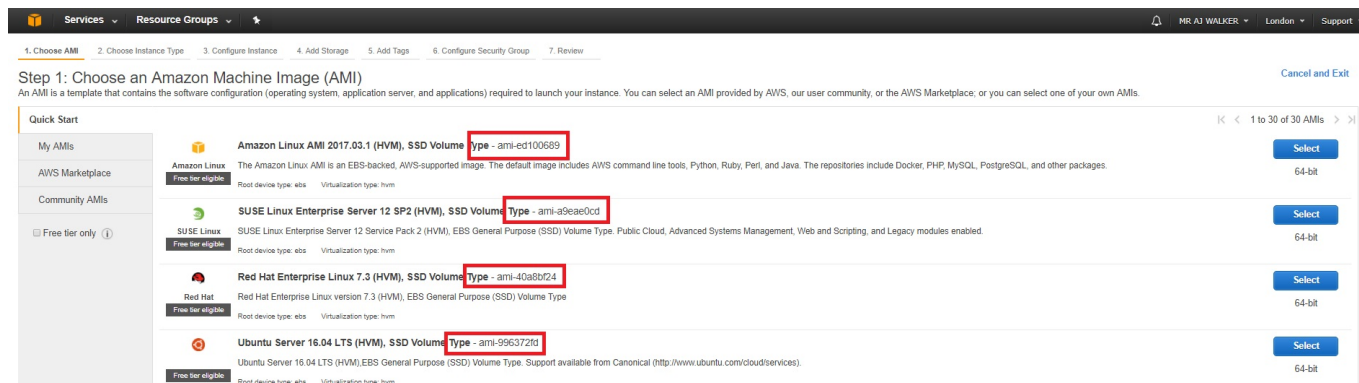 Services Resource Groups MR AJ WALKER London Support
1. Choose AMI 2. Choose Instance Type 3. Configure Instance 4. Add Storage 5. Add Tags 6. Configure Security Group 7. Review
Step 1: Choose an Amazon Machine Image (AMI) Cancel and Exit
An AMI is a template that contains the software configuration (operating system, application server, and applications) required to launch your instance. You can select an AMI provided by AWS, our user community, or the AWS Marketplace; or you can select one of your own AMIs.
Quick Start 1 to 30 of 30 AMIs
My AMIs
AWS Marketplace
Community AMIs
Free tier only
Amazon Linux AMI 2017.03.1 (HVM), SSD Volume Type - ami-ed100689 Select
Amazon Linux The Amazon Linux AMI is an EBS-backed, AWS-supported image. The default image includes AWS command line tools, Python, Ruby, Perl, and Java. The repositories include Docker, PHP, MySQL, PostgreSQL, and other packages. 64-bit
Free tier eligible
Root device type: ebs Virtualization type: hvm
SUSE Linux Enterprise Server 12 SP2 (HVM), SSD Volume Type - ami-a9eae0cd Select
SUSE Linux SUSE Linux Enterprise Server 12 Service Pack 2 (HVM), EBS General Purpose (SSD) Volume Type. Public Cloud, Advanced Systems Management, Web and Scripting, and Legacy modules enabled. 64-bit
Free tier eligible
Root device type: ebs Virtualization type: hvm
Red Hat Enterprise Linux 7.3 (HVM), SSD Volume Type - ami-40a8bf24 Select
Red Hat Red Hat Enterprise Linux version 7.3 (HVM), EBS General Purpose (SSD) Volume Type 64-bit
Free tier eligible
Root device type: ebs Virtualization type: hvm
Ubuntu Server 16.04 LTS (HVM), SSD Volume Type - ami-996372fd Select
Ubuntu Server 16.04 LTS (HVM),EBS General Purpose (SSD) Volume Type. Support available from Canonical (http://www.ubuntu.com/cloud/services). 64-bit
Free tier eligible
Root device type: ebs Virtualization type: hvm